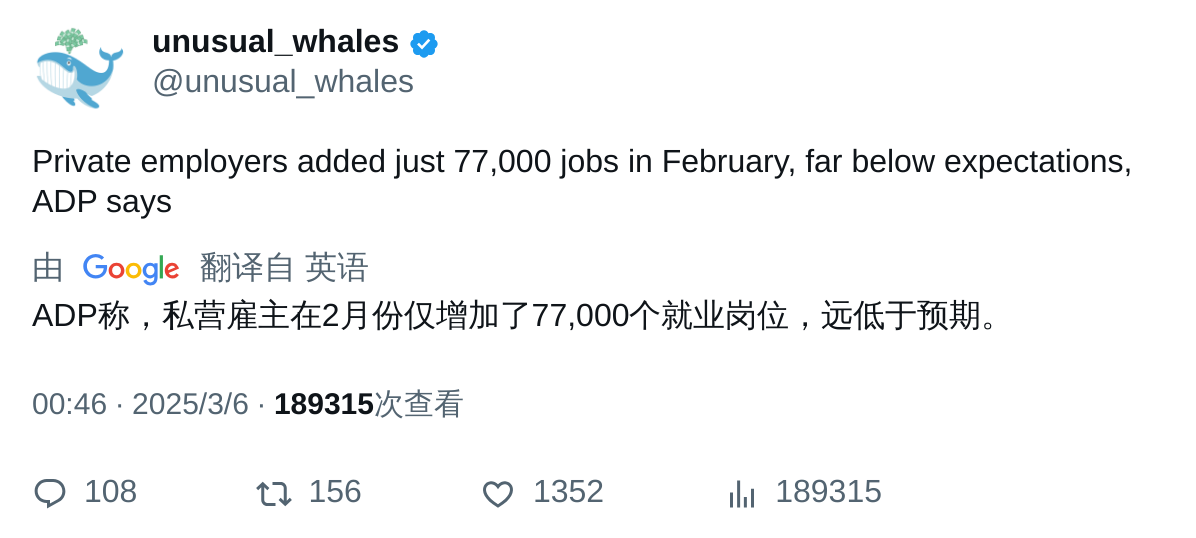 unusual_whales
@unusual_whales
Private employers added just 77,000 jobs in February, far below expectations,
ADP says
由 Google 翻译自 英语
ADP称，私营雇主在2月份仅增加了77,000个就业岗位，远低于预期。
00:46 · 2025/3/6 · 189315次查看
108 156 1352 189315